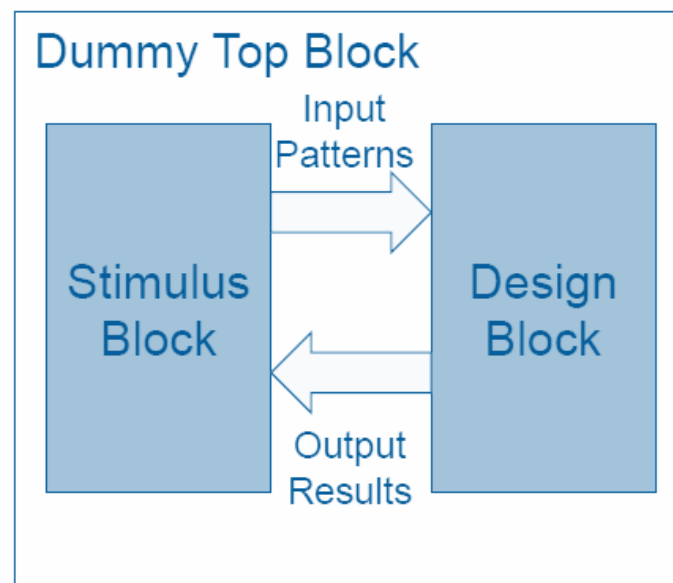 Dummy Top Block
Input
Patterns
Stimulus
Block
Design
Block
Output
Results